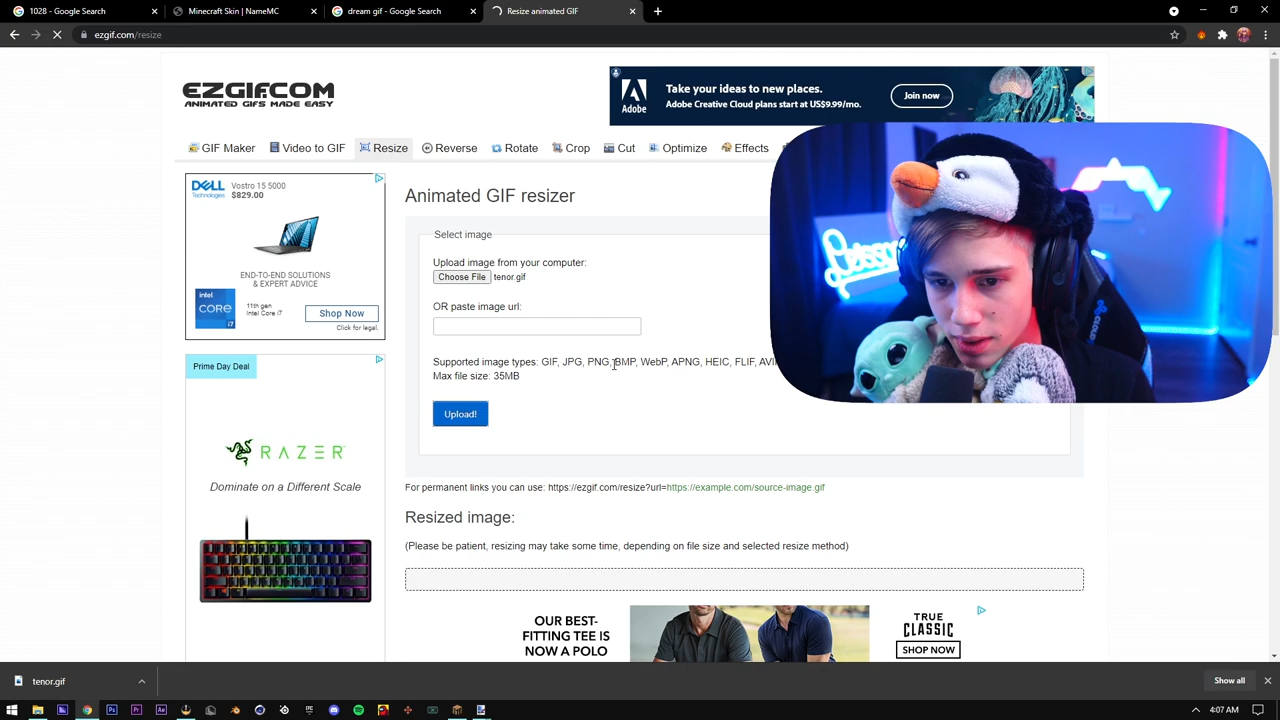 1028 - Google Search
Minecraft Skin | NameMC
dream gif - Google Search
Resize animated GIF
ezgif.com/resize
EZGIF.COM
ANIMATED GIFS MADE EASY
Take your ideas to new places.
Adobe Creative Cloud plans start at US$9.99/mo.
Adobe
Join now
GIF Maker
Video to GIF
Resize
Reverse
Rotate
Crop
Cut
Optimize
Effects
DELL
Technologies
Vostro 15 5000
$829.00
END-TO-END SOLUTIONS
& EXPERT ADVICE
intel
CORE
i7
11th gen
Intel Core i7
Shop Now
Click for legal.
Animated GIF resizer
Select image
Upload image from your computer:
Choose File tenor.gif
OR paste image url:
Supported image types: GIF, JPG, PNG, BMP, WebP, APNG, HEIC, FLIF,
Max file size: 35MB
Upload!
Prime Day Deal
RAZER
Dominate on a Different Scale
For permanent links you can use: https://ezgif.com/resize?url=https://example.com/source-image.gif
Resized image:
(Please be patient, resizing may take some time, depending on file size and selected resize method)
OUR BEST-
FITTING TEE IS
NOW A POLO
TRUE
CLASSIC
SHOP NOW
tenor.gif
Show all
4:07 AM